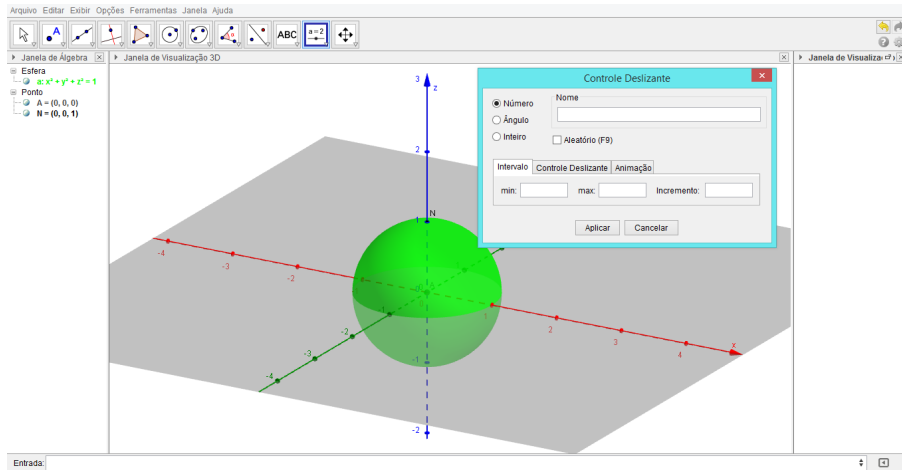 Arquivo Editar Exibir Opções Ferramentas Janela Ajuda
A ABC a=2
Janela de Álgebra
Janela de Visualização 3D
Janela de Visualiza
Esfera
a: x² + y² + z² = 1
Ponto
A = (0, 0, 0)
N = (0, 0, 1)
Controle Deslizante
Número
Ângulo
Inteiro
Nome
Aleatório (F9)
Intervalo Controle Deslizante Animação
min: max: Incremento:
Aplicar Cancelar
3 z
2
1 N
-4 -3 -2
1 2 3 4 x
-1
-2
-3
-4
-1
-2
Entrada: